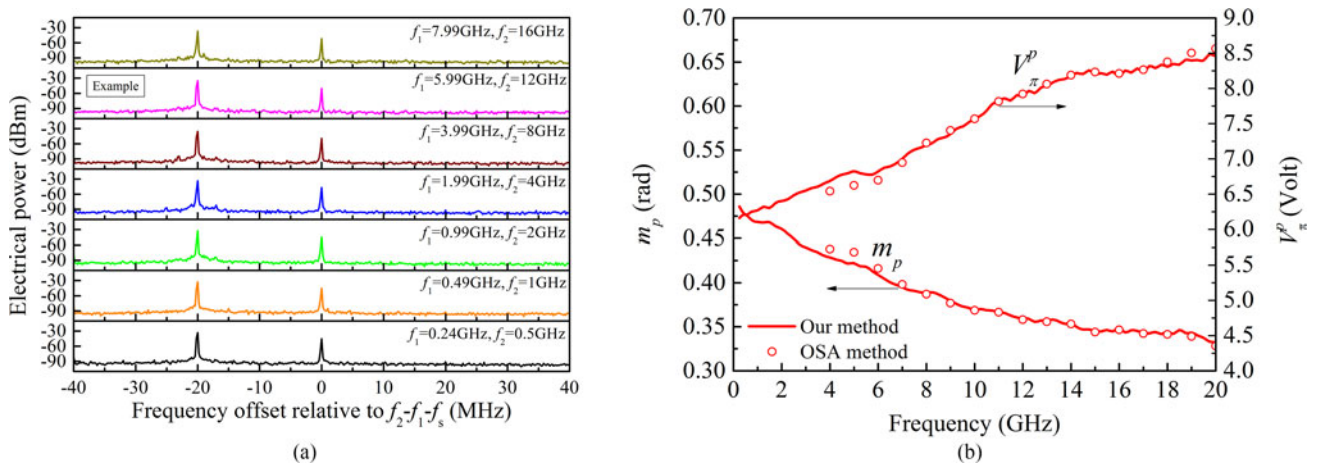 Electrical power (dBm)
-30
-60
-90
f1=7.99GHz, f2=16GHz
-30
-60
-90
Example
f1=5.99GHz, f2=12GHz
-30
-60
-90
f1=3.99GHz, f2=8GHz
-30
-60
-90
f1=1.99GHz, f2=4GHz
-30
-60
-90
f1=0.99GHz, f2=2GHz
-30
-60
-90
f1=0.49GHz, f2=1GHz
-30
-60
-90
f1=0.24GHz, f2=0.5GHz
-40 -30 -20 -10 0 10 20 30 40
Frequency offset relative to f2-f1-fs (MHz)
(a)
mp (rad)
0.70
0.65
0.60
0.55
0.50
0.45
0.40
0.35
0.30
Vπp
mp
Our method
OSA method
9.0
8.5
8.0
7.5
7.0
6.5
6.0
5.5
5.0
4.5
4.0
Vπp (Volt)
0 2 4 6 8 10 12 14 16 18 20
Frequency (GHz)
(b)